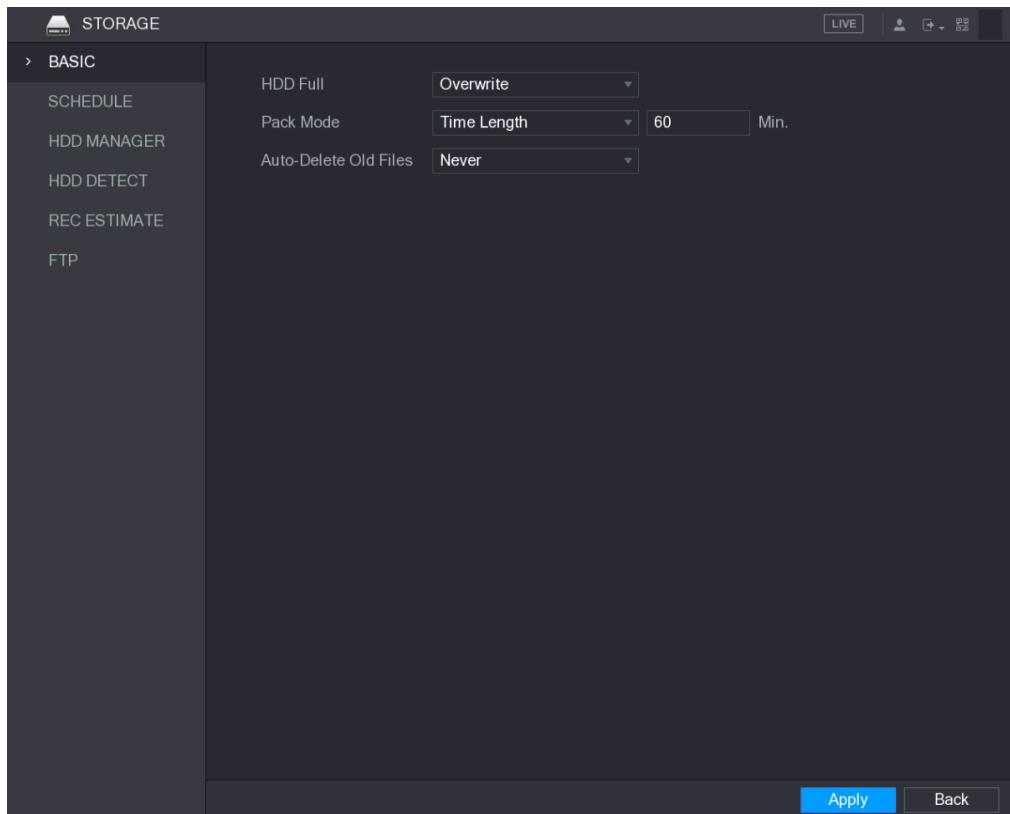 STORAGE LIVE
BASIC
SCHEDULE
HDD MANAGER
HDD DETECT
REC ESTIMATE
FTP
HDD Full Overwrite
Pack Mode Time Length 60 Min.
Auto-Delete Old Files Never
Apply Back